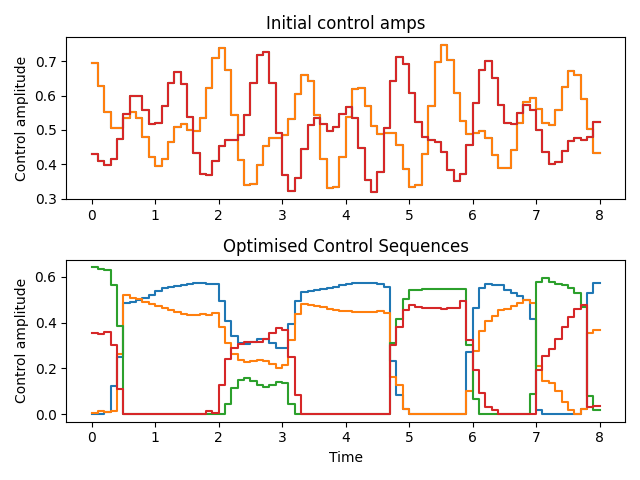 Initial control amps
Control amplitude
0.7
0.6
0.5
0.4
0.3
0 1 2 3 4 5 6 7 8
Optimised Control Sequences
Control amplitude
0.6
0.4
0.2
0.0
0 1 2 3 4 5 6 7 8
Time